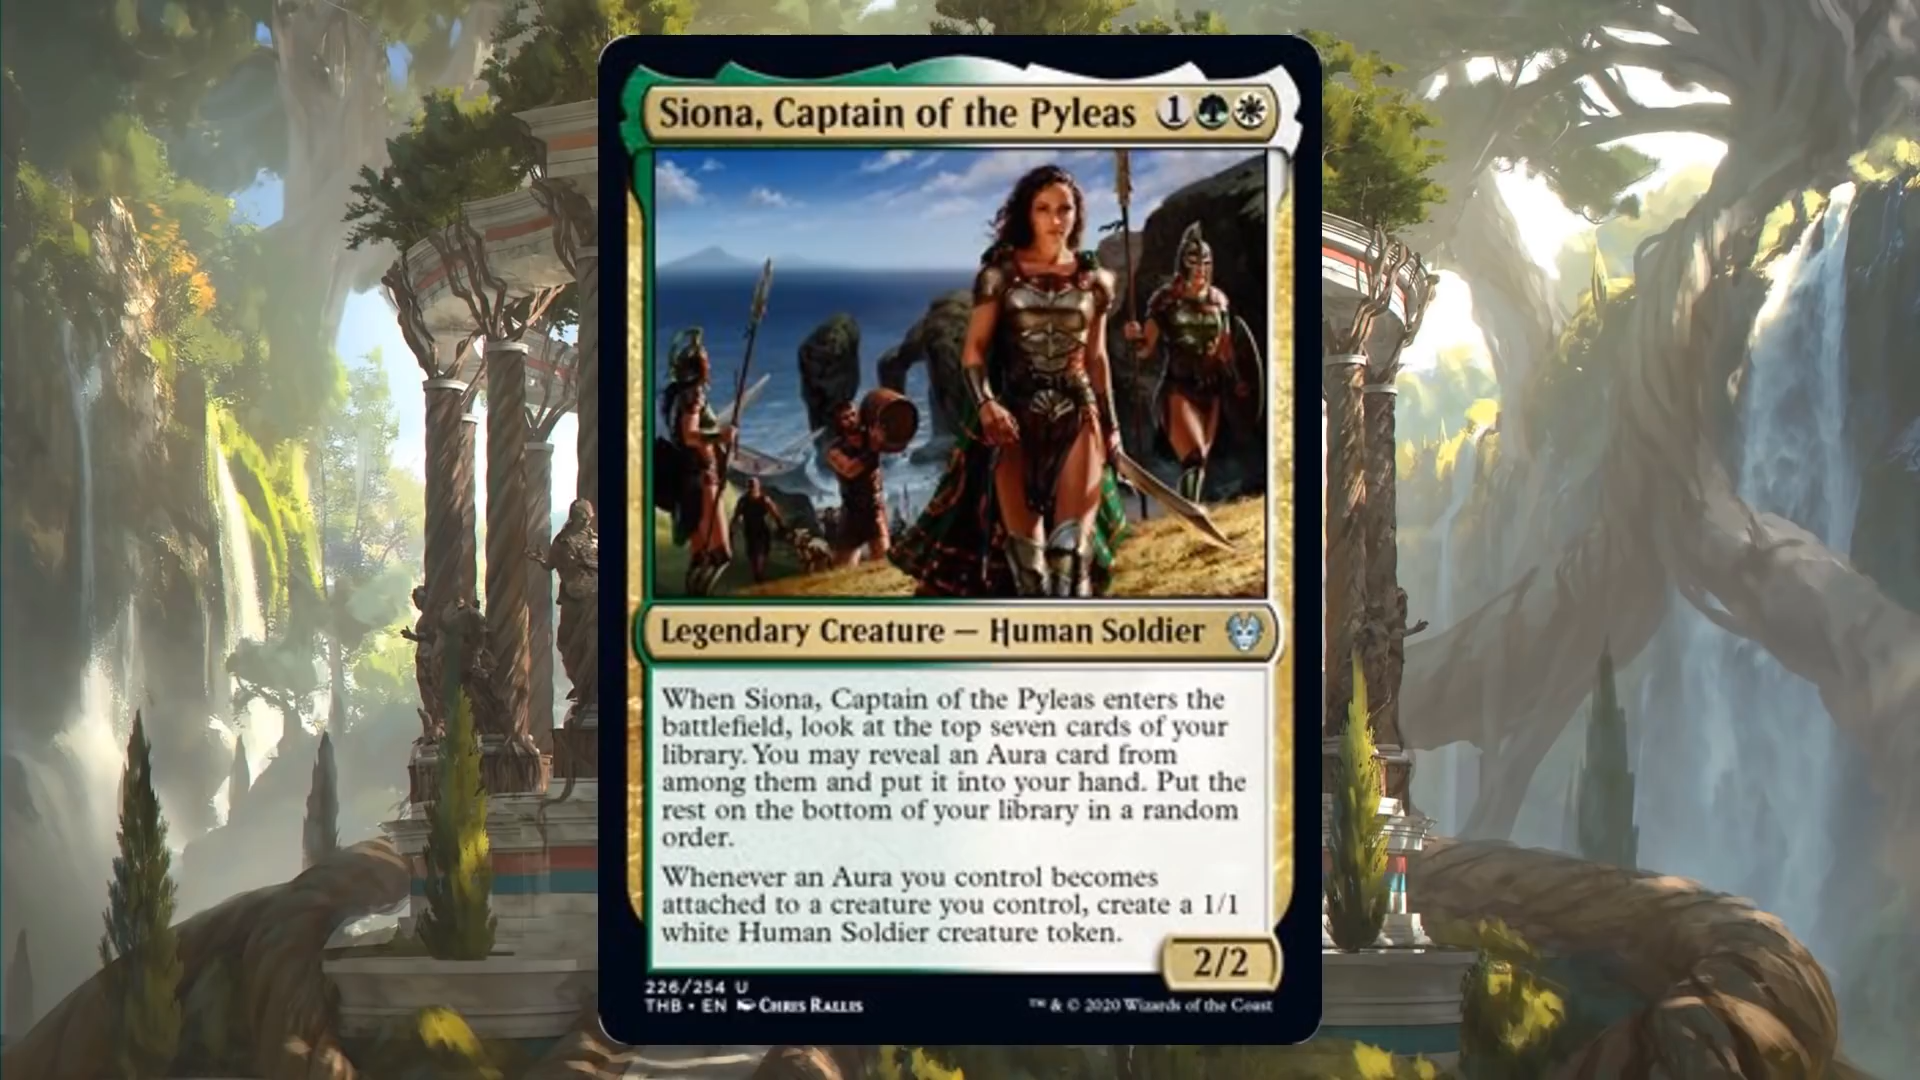 Siona, Captain of the Pyleas 1
Legendary Creature — Human Soldier
When Siona, Captain of the Pyleas enters the
battlefield, look at the top seven cards of your
library. You may reveal an Aura card from
among them and put it into your hand. Put the
rest on the bottom of your library in a random
order.
Whenever an Aura you control becomes
attached to a creature you control, create a 1/1
white Human Soldier creature token.
2/2
226/254 U
THB • EN Chris Rallis
™ & © 2020 Wizards of the Coast